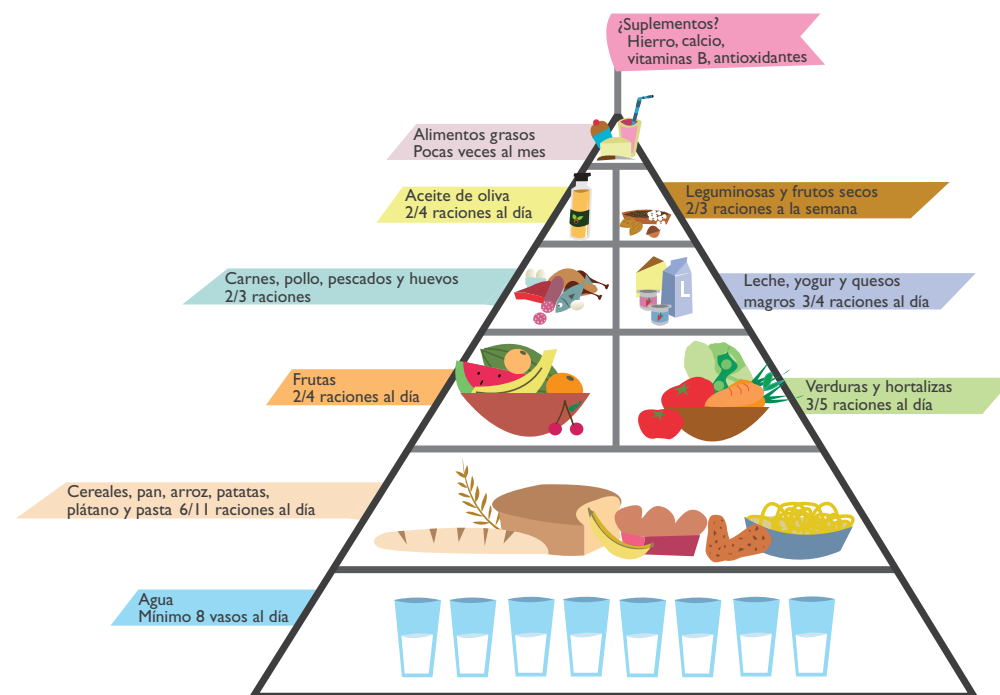 ¿Suplementos?
Hierro, calcio,
vitaminas B, antioxidantes
Alimentos grasos
Pocas veces al mes
Aceite de oliva
2/4 raciones al día
Leguminosas y frutos secos
2/3 raciones a la semana
Carnes, pollo, pescados y huevos
2/3 raciones
Leche, yogur y quesos
magros 3/4 raciones al día
L
Frutas
2/4 raciones al día
Verduras y hortalizas
3/5 raciones al día
Cereales, pan, arroz, patatas,
plátano y pasta 6/11 raciones al día
Agua
Mínimo 8 vasos al día